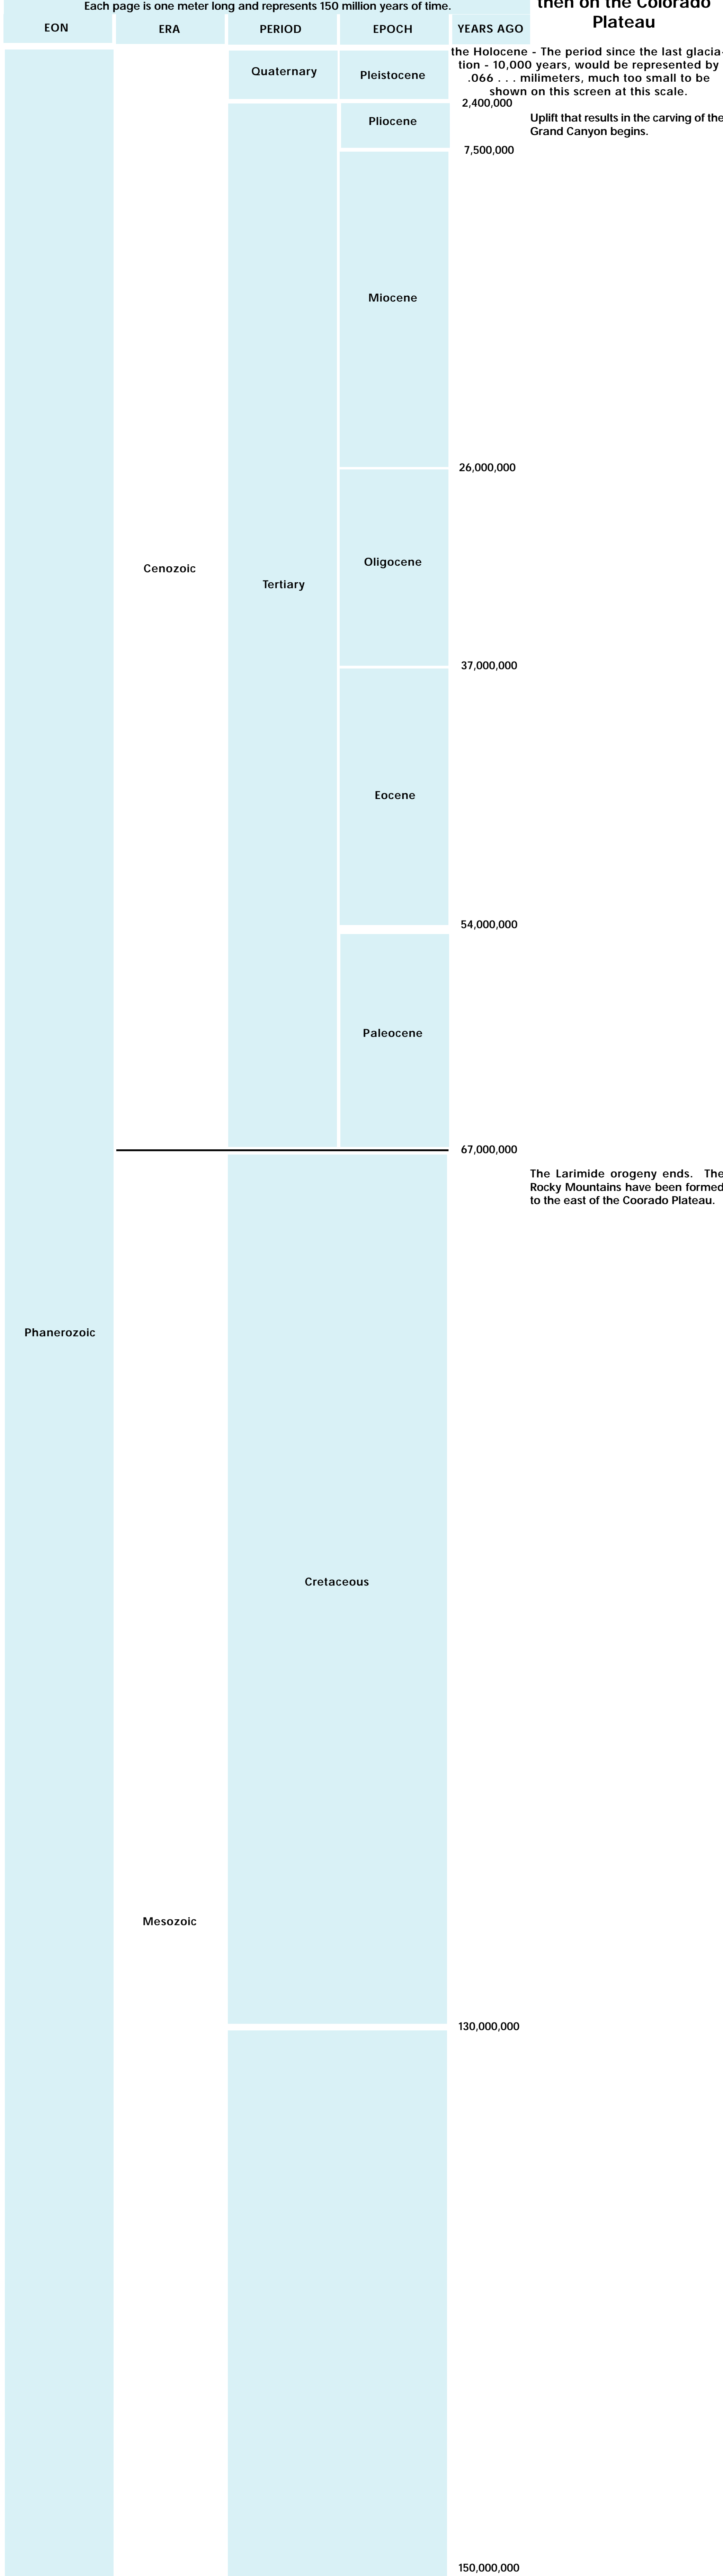 Each page is one meter long and represents 150 million years of time.
then on the Colorado
Plateau
EON
ERA
PERIOD
EPOCH
YEARS AGO
the Holocene - The period since the last glacia-
tion - 10,000 years, would be represented by
.066 . . . milimeters, much too small to be
shown on this screen at this scale.
Quaternary
Pleistocene
2,400,000
Uplift that results in the carving of the
Grand Canyon begins.
Pliocene
7,500,000
Miocene
26,000,000
Oligocene
Cenozoic
Tertiary
37,000,000
Eocene
54,000,000
Paleocene
67,000,000
The Larimide orogeny ends. The
Rocky Mountains have been formed
to the east of the Coorado Plateau.
Phanerozoic
Cretaceous
Mesozoic
130,000,000
150,000,000